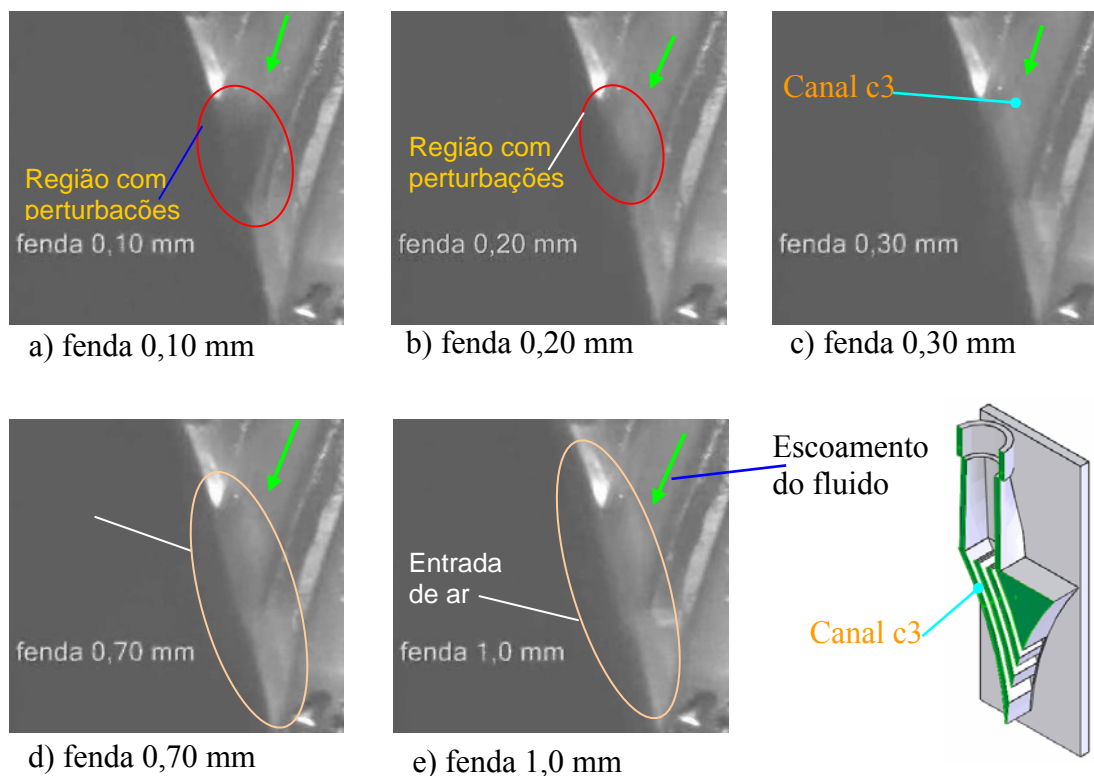 Região com
perturbações
fenda 0,10 mm
a) fenda 0,10 mm
Região com
perturbações
fenda 0,20 mm
b) fenda 0,20 mm
Canal c3
fenda 0,30 mm
c) fenda 0,30 mm
fenda 0,70 mm
d) fenda 0,70 mm
Entrada
de ar
fenda 1,0 mm
e) fenda 1,0 mm
Escoamento
do fluido
Canal c3